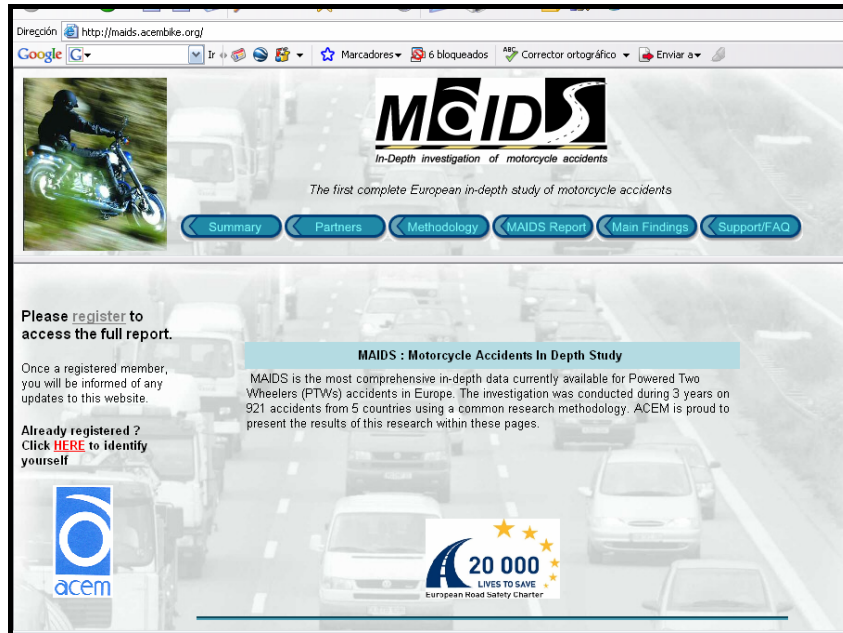 Dirección http://maids.acembike.org/
Google G Ir Marcadores 6 bloqueados ABC Corrector ortográfico Enviar a
MAIDS
In-Depth investigation of motorcycle accidents
The first complete European in-depth study of motorcycle accidents
Summary Partners Methodology MAIDS Report Main Findings Support/FAQ
Please register to
access the full report.
Once a registered member,
you will be informed of any
updates to this website.
Already registered ?
Click HERE to identify
yourself
acem
MAIDS : Motorcycle Accidents In Depth Study
MAIDS is the most comprehensive in-depth data currently available for Powered Two
Wheelers (PTWs) accidents in Europe. The investigation was conducted during 3 years on
921 accidents from 5 countries using a common research methodology. ACEM is proud to
present the results of this research within these pages.
20 000
LIVES TO SAVE
European Road Safety Charter